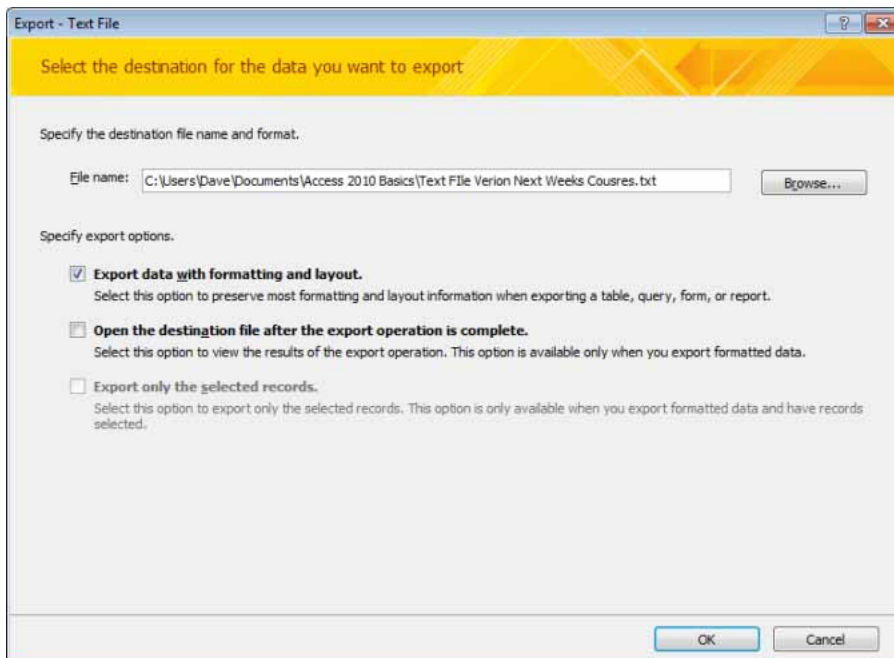 Export - Text File
Select the destination for the data you want to export
Specify the destination file name and format.
File name: C:\Users\Dave\Documents\Access 2010 Basics\Text FIle Verion Next Weeks Cousres.txt Browse...
Specify export options.
Export data with formatting and layout.
Select this option to preserve most formatting and layout information when exporting a table, query, form, or report.
Open the destination file after the export operation is complete.
Select this option to view the results of the export operation. This option is available only when you export formatted data.
Export only the selected records.
Select this option to export only the selected records. This option is only available when you export formatted data and have records
selected.
OK Cancel